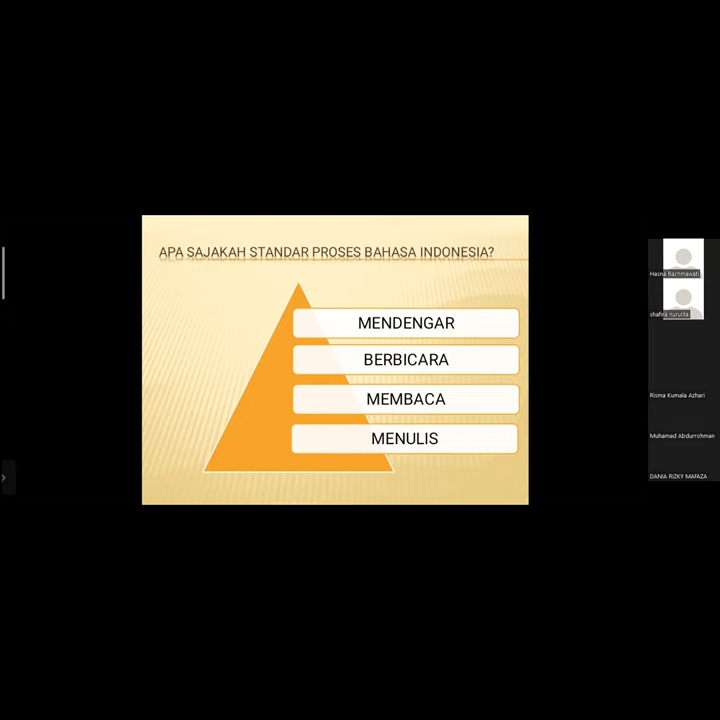 APA SAJAKAH STANDAR PROSES BAHASA INDONESIA?
MENDENGAR
BERBICARA
MEMBACA
MENULIS
Hasna Rachmawati
shafira nurulita
Risma Kumala Azhari
Muhamad Abdurrohman
DANIA RIZKY MAFAZA